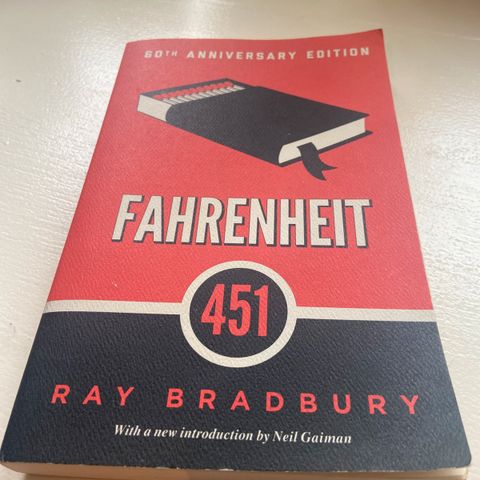 60TH ANNIVERSARY EDITION
FAHRENHEIT
451
RAY BRADBURY
With a new introduction by Neil Gaiman